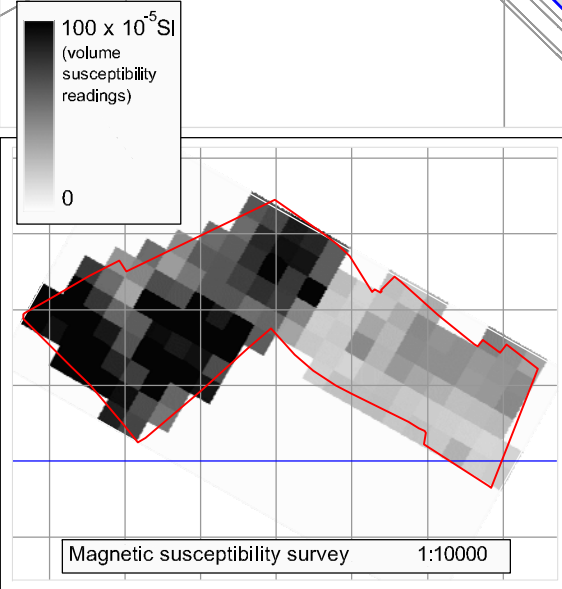 100 x 10-5SI
(volume
susceptibility
readings)
0
Magnetic susceptibility survey 1:10000